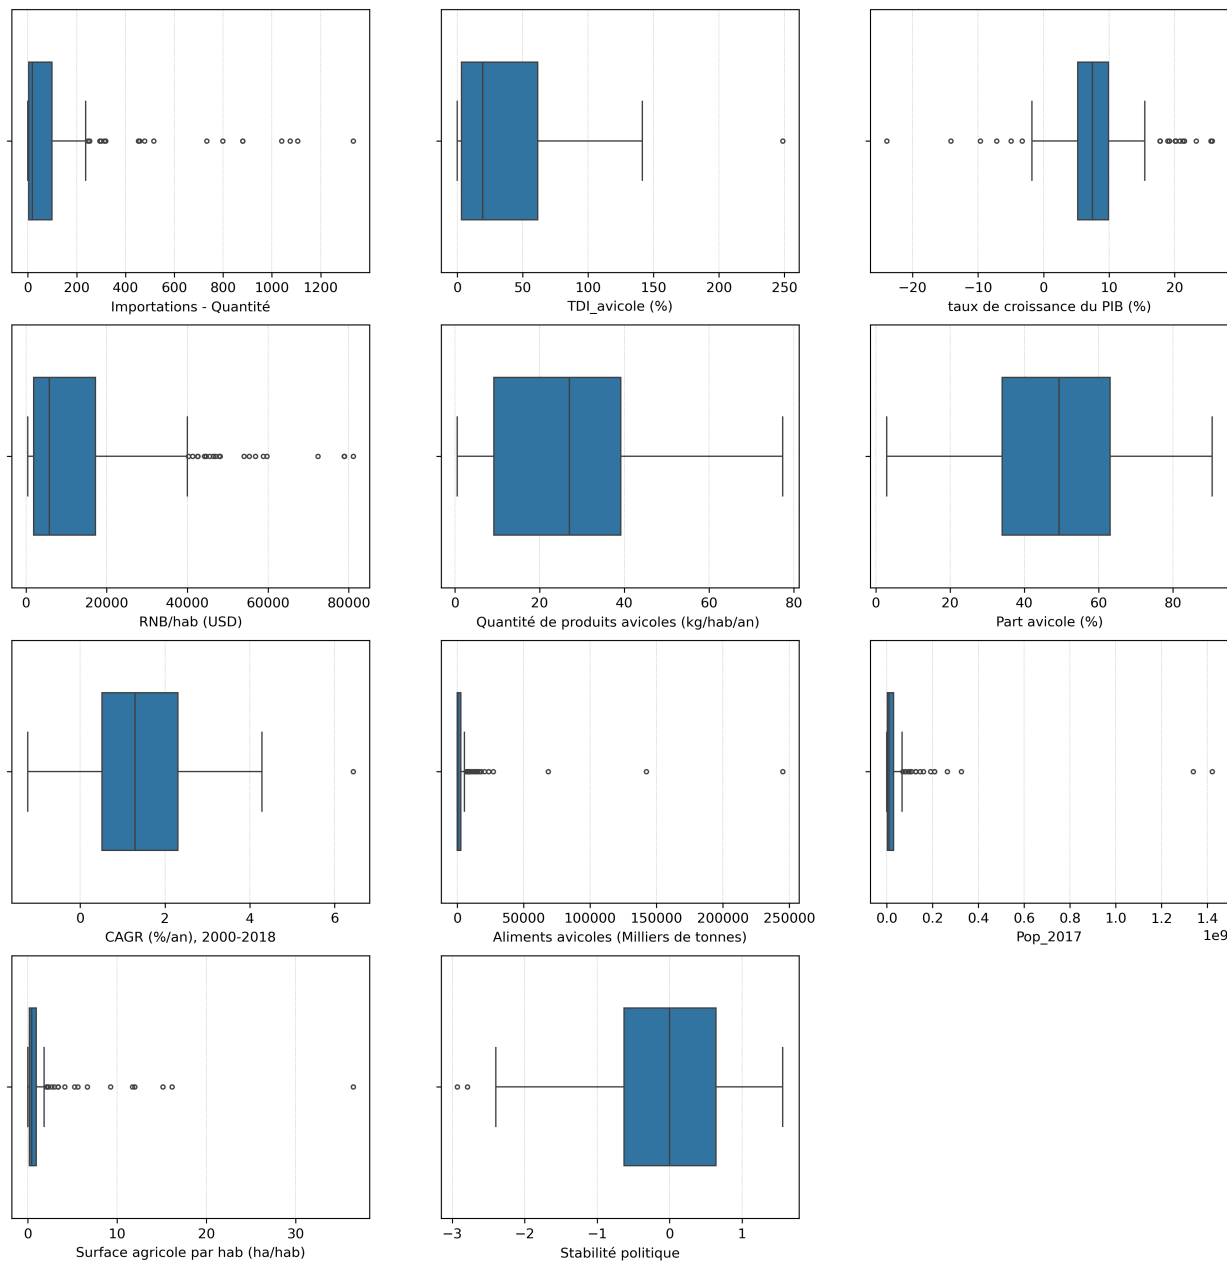 0 200 400 600 800 1000 1200
Importations - Quantité
0 50 100 150 200 250
TDI_avicole (%)
−20 −10 0 10 20
taux de croissance du PIB (%)
0 20000 40000 60000 80000
RNB/hab (USD)
0 20 40 60 80
Quantité de produits avicoles (kg/hab/an)
0 20 40 60 80
Part avicole (%)
0 2 4 6
CAGR (%/an), 2000-2018
0 50000 100000 150000 200000 250000
Aliments avicoles (Milliers de tonnes)
0.0 0.2 0.4 0.6 0.8 1.0 1.2 1.4
Pop_2017
1e9
0 10 20 30
Surface agricole par hab (ha/hab)
−3 −2 −1 0 1
Stabilité politique